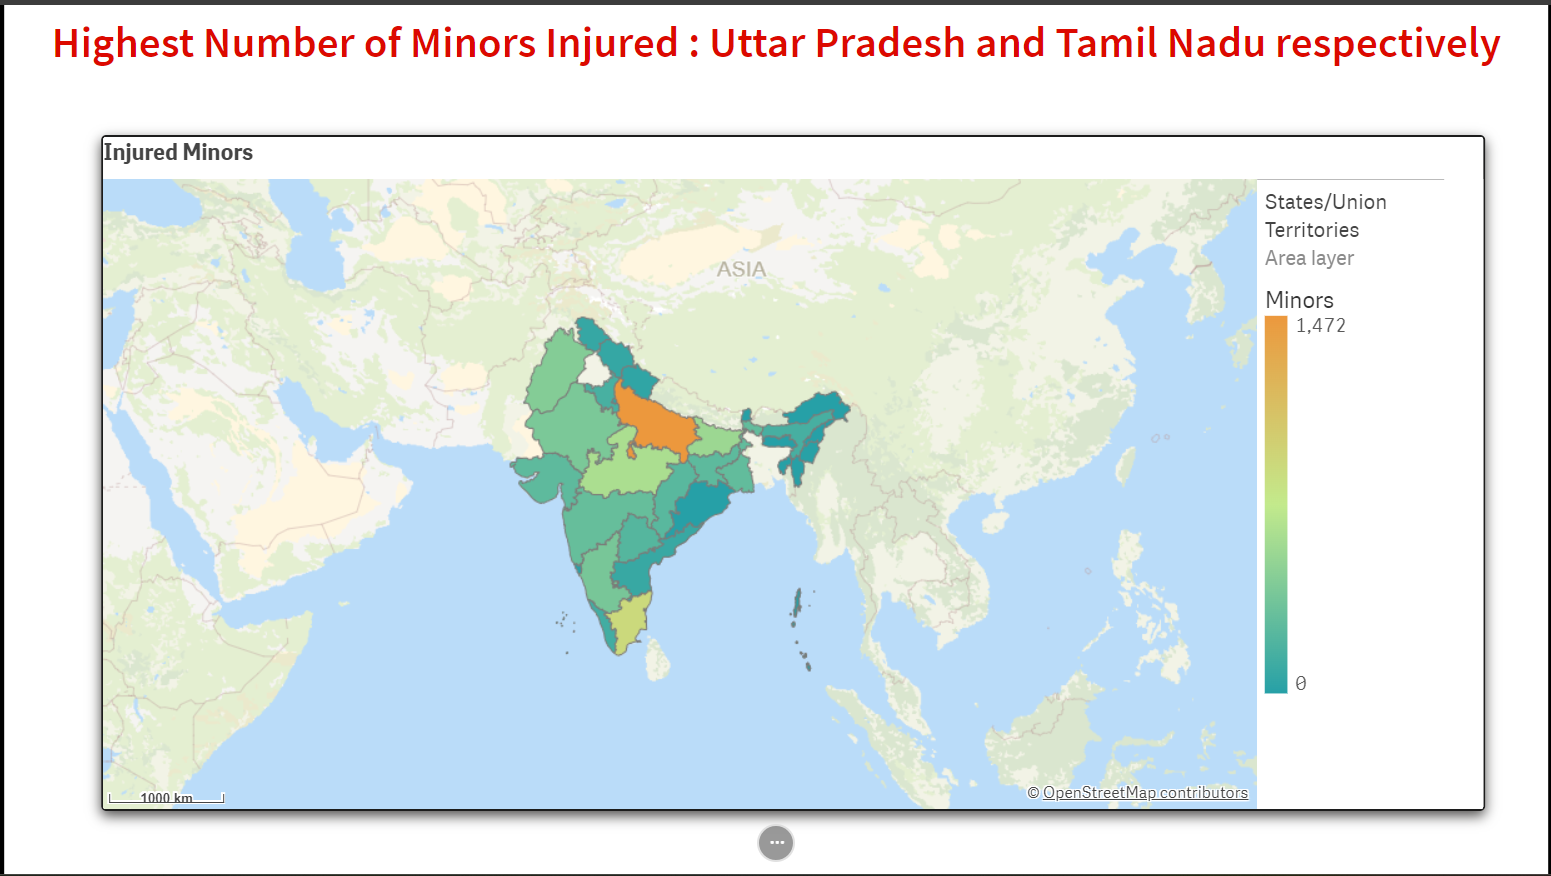 Highest Number of Minors Injured : Uttar Pradesh and Tamil Nadu respectively
Injured Minors
ASIA
States/Union
Territories
Area layer
Minors
1,472
0
1000 km
© OpenStreetMap contributors